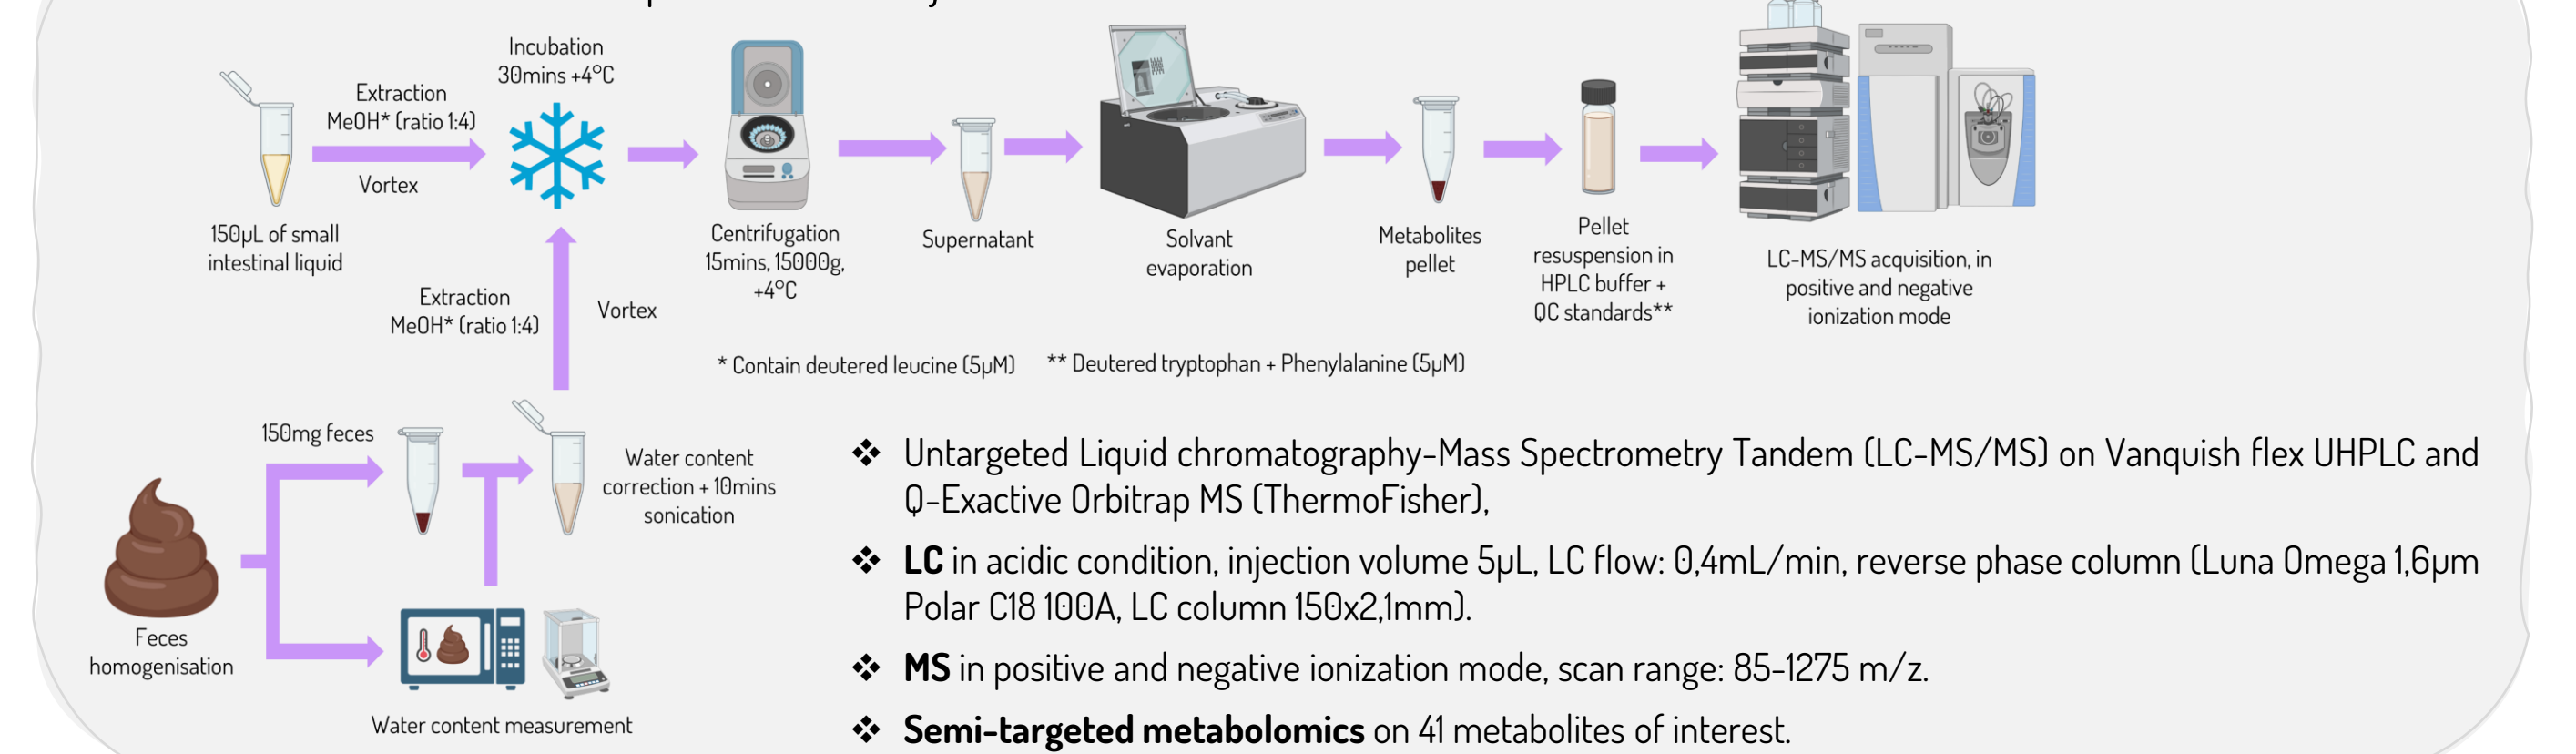 Incubation
30mins +4°C
Extraction
MeOH* (ratio 1:4)
Vortex
150µL of small
intestinal liquid
Centrifugation
15mins, 15000g,
+4°C
Supernatant
Solvant
evaporation
Metabolites
pellet
Pellet
resuspension in
HPLC buffer +
QC standards**
LC-MS/MS acquisition, in
positive and negative
ionization mode
Extraction
MeOH* (ratio 1:4)
Vortex
* Contain deutered leucine (5µM)
** Deutered tryptophan + Phenylalanine (5µM)
150mg feces
Water content
correction + 10mins
sonication
Feces
homogenisation
Water content measurement
❖ Untargeted Liquid chromatography-Mass Spectrometry Tandem (LC-MS/MS) on Vanquish flex UHPLC and
Q-Exactive Orbitrap MS (ThermoFisher),
❖ LC in acidic condition, injection volume 5µL, LC flow: 0,4mL/min, reverse phase column (Luna Omega 1,6µm
Polar C18 100A, LC column 150x2,1mm).
❖ MS in positive and negative ionization mode, scan range: 85-1275 m/z.
❖ Semi-targeted metabolomics on 41 metabolites of interest.